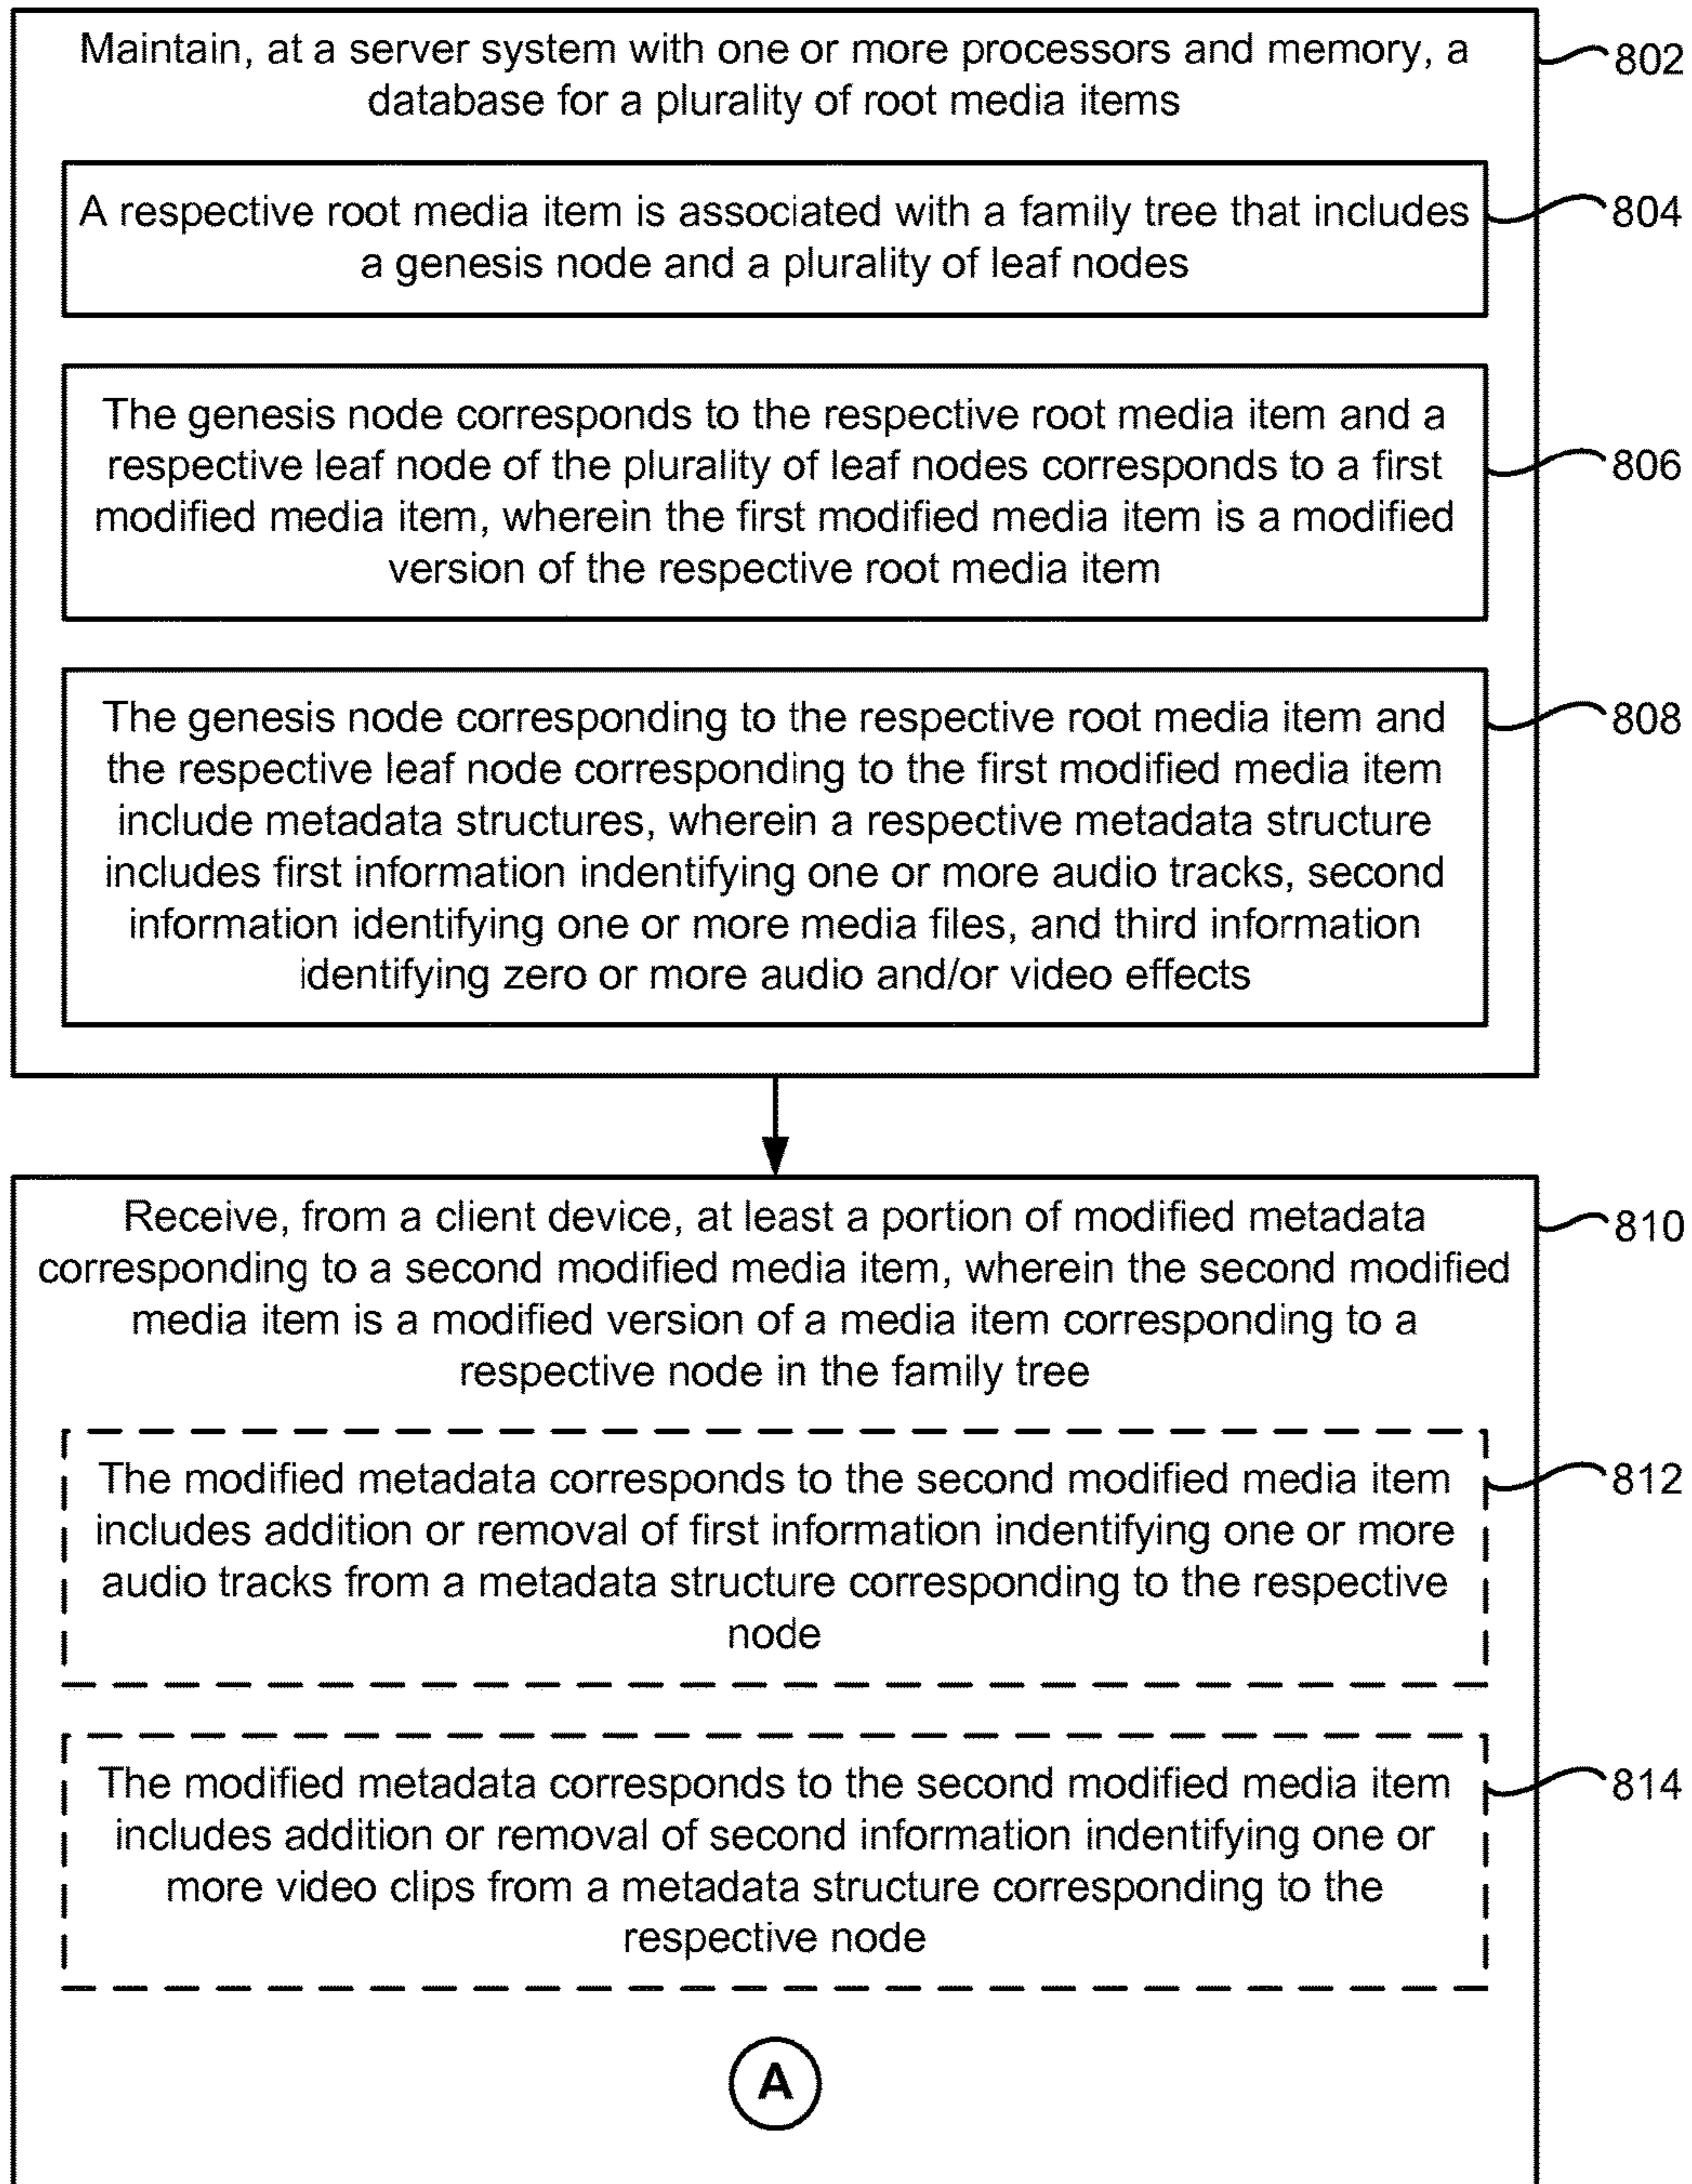 Maintain, at a server system with one or more processors and memory, a
database for a plurality of root media items
802
A respective root media item is associated with a family tree that includes
a genesis node and a plurality of leaf nodes
804
The genesis node corresponds to the respective root media item and a
respective leaf node of the plurality of leaf nodes corresponds to a first
modified media item, wherein the first modified media item is a modified
version of the respective root media item
806
The genesis node corresponding to the respective root media item and
the respective leaf node corresponding to the first modified media item
include metadata structures, wherein a respective metadata structure
includes first information indentifying one or more audio tracks, second
information identifying one or more media files, and third information
identifying zero or more audio and/or video effects
808
Receive, from a client device, at least a portion of modified metadata
corresponding to a second modified media item, wherein the second modified
media item is a modified version of a media item corresponding to a
respective node in the family tree
810
The modified metadata corresponds to the second modified media item
includes addition or removal of first information indentifying one or more
audio tracks from a metadata structure corresponding to the respective
node
812
The modified metadata corresponds to the second modified media item
includes addition or removal of second information indentifying one or
more video clips from a metadata structure corresponding to the
respective node
814
A